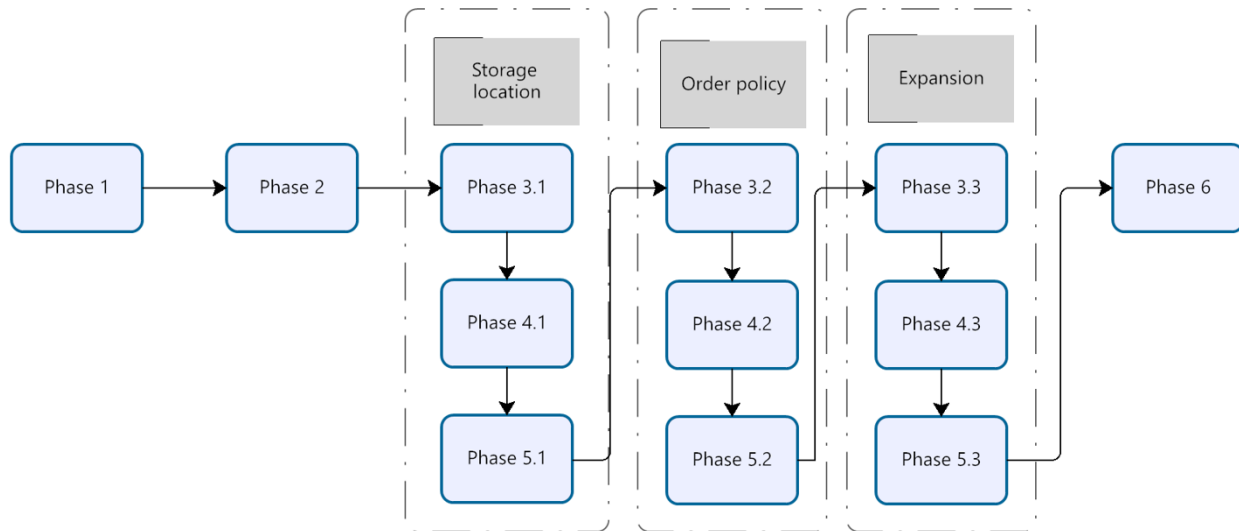 Storage
location
Order policy
Expansion
Phase 1
Phase 2
Phase 3.1
Phase 3.2
Phase 3.3
Phase 6
Phase 4.1
Phase 4.2
Phase 4.3
Phase 5.1
Phase 5.2
Phase 5.3